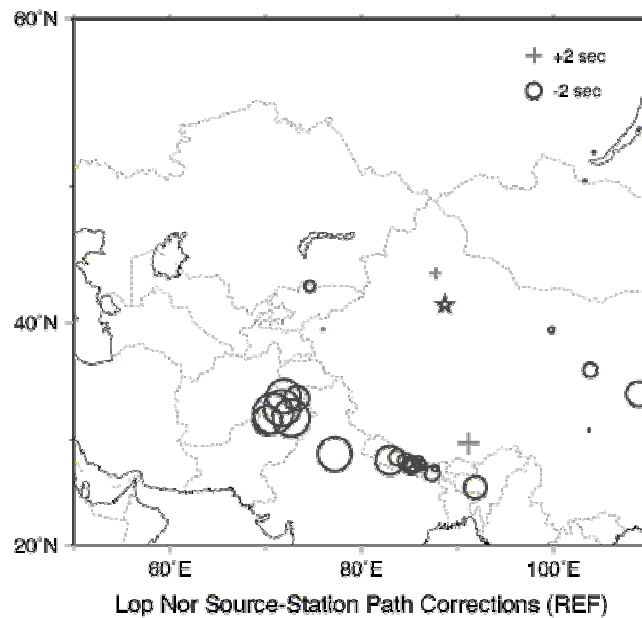 60°N
+2 sec
-2 sec
40°N
20°N
60°E
80°E
100°E
Lop Nor Source-Station Path Corrections (REF)